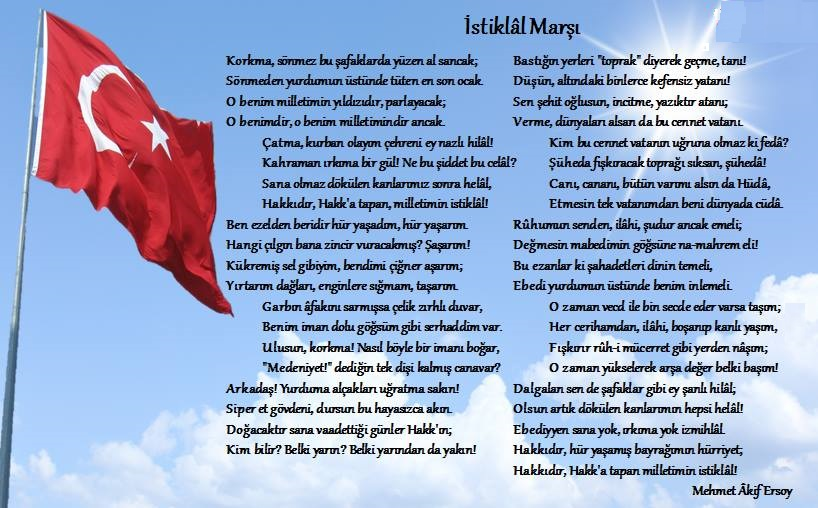 İstiklâl Marşı
Korkma, sönmez bu şafaklarda yüzen al sancak;
Sönmeden yurdumun üstünde tüten en son ocak.
O benim milletimin yıldızıdır, parlayacak;
O benimdir, o benim milletimindir ancak.
Çatma, kurban olayım çehreni ey nazlı hilâl!
Kahraman ırkıma bir gül! Ne bu şiddet bu celâl?
Sana olmaz dökülen kanlarımız sonra helâl,
Hakkıdır, Hakk'a tapan, milletimin istiklâl!
Ben ezelden beridir hür yaşadım, hür yaşarım.
Hangi çılgın bana zincir vuracakmış? Şaşarım!
Kükremiş sel gibiyim, bendimi çiğner aşarım;
Yırtarım dağları, enginlere sığmam, taşarım.
Garbın âfakını sarmışsa çelik zırhlı duvar,
Benim iman dolu göğsüm gibi serhaddim var.
Ulusun, korkma! Nasıl böyle bir imanı boğar,
"Medeniyet!" dediğin tek dişi kalmış canavar?
Arkadaş! Yurduma alçakları uğratma sakın!
Siper et gövdeni, dursun bu hayasızca akın.
Doğacaktır sana vaadettiği günler Hakk'ın;
Kim bilir? Belki yarın? Belki yarından da yakın!
Bastığın yerleri "toprak" diyerek geçme, tanı!
Düşün, altındaki binlerce kefensiz yatanı!
Sen şehit oğlusun, incitme, yazıktır atanı;
Verme, dünyaları alsan da bu cennet vatanı.
Kim bu cennet vatanın uğruna olmaz ki fedâ?
Şüheda fışkıracak toprağı sıksan, şühedâ!
Canı, cananı, bütün varımı alsın da Hüdâ,
Etmesin tek vatanımdan beni dünyada cüdâ.
Rûhumun senden, ilâhi, şudur ancak emeli;
Değmesin mabedimin göğsüne na-mahrem eli!
Bu ezanlar ki şahadetleri dinin temeli,
Ebedi yurdumun üstünde benim inlemeli.
O zaman vecd ile bin secde eder varsa taşım;
Her cerihamdan, ilâhi, boşanıp kanlı yaşım,
Fışkırır rûh-i mücerret gibi yerden nâşım;
O zaman yükselerek arşa değer belki başım!
Dalgalan sen de şafaklar gibi ey şanlı hilâl;
Olsun artık dökülen kanlarımın hepsi helâl!
Ebediyyen sana yok, ırkıma yok izmihlâl.
Hakkıdır, hür yaşamış bayrağımın hürriyet;
Hakkıdır, Hakk'a tapan milletimin istiklâl!
Mehmet Âkif Ersoy